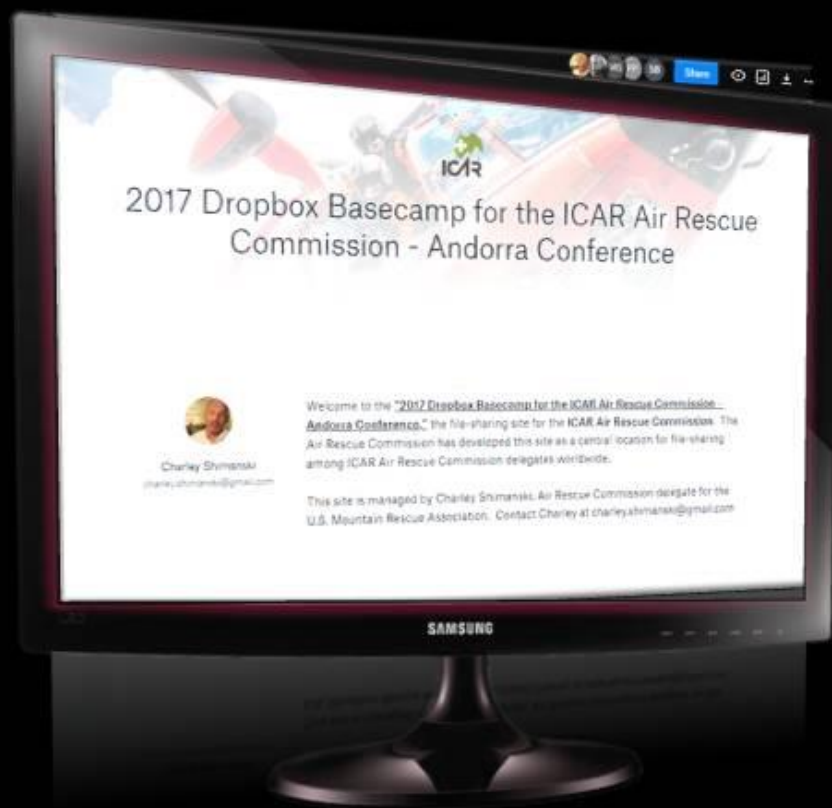 SB
Share
ICAR
2017 Dropbox Basecamp for the ICAR Air Rescue
Commission - Andorra Conference
Welcome to the "2017 Dropbox Basecamp for the ICAR Air Rescue Commission -
Andorra Conference," the file-sharing site for the ICAR Air Rescue Commission. The
Air Rescue Commission has developed this site as a central location for file-sharing
among ICAR Air Rescue Commission delegates worldwide.
Charley Shimanski
charley.shimanski@gmail.com
This site is managed by Charley Shimanski, Air Rescue Commission delegate for the
U.S. Mountain Rescue Association. Contact Charley at charley.shimanski@gmail.com
SAMSUNG